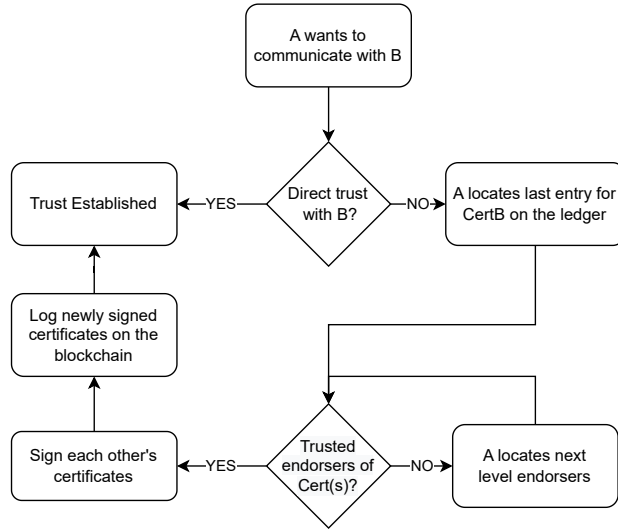 A wants to
communicate with B
Trust Established
YES
Direct trust
with B?
NO
A locates last entry for
CertB on the ledger
Log newly signed
certificates on the
blockchain
Sign each other's
certificates
YES
Trusted
endorsers of
Cert(s)?
NO
A locates next
level endorsers